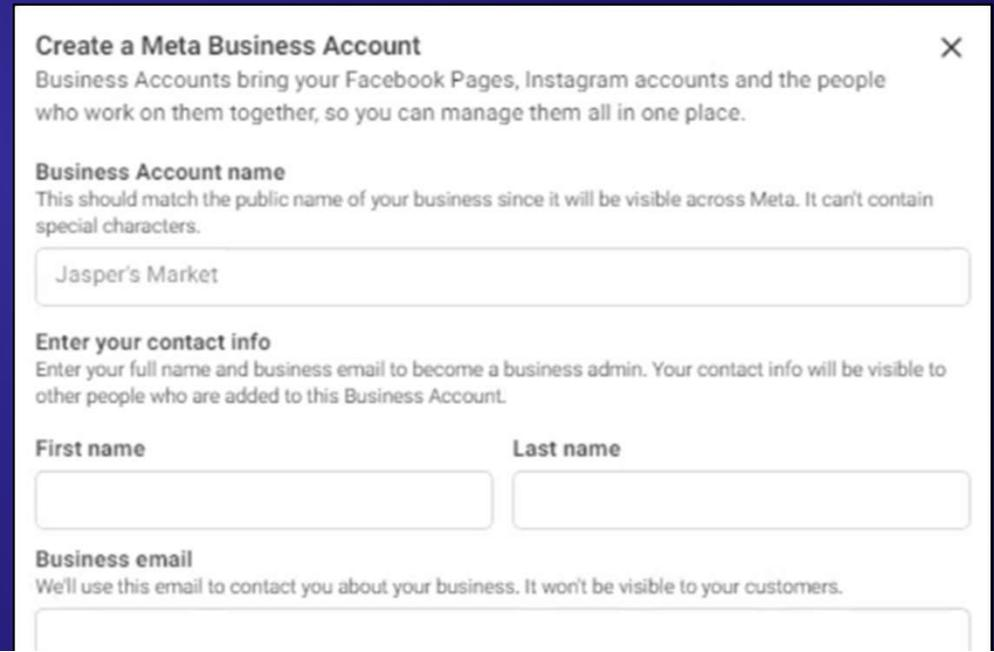 Create a Meta Business Account
Business Accounts bring your Facebook Pages, Instagram accounts and the people
who work on them together, so you can manage them all in one place.
Business Account name
This should match the public name of your business since it will be visible across Meta. It can't contain
special characters.
Jasper's Market
Enter your contact info
Enter your full name and business email to become a business admin. Your contact info will be visible to
other people who are added to this Business Account.
First name Last name
Business email
We'll use this email to contact you about your business. It won't be visible to your customers.